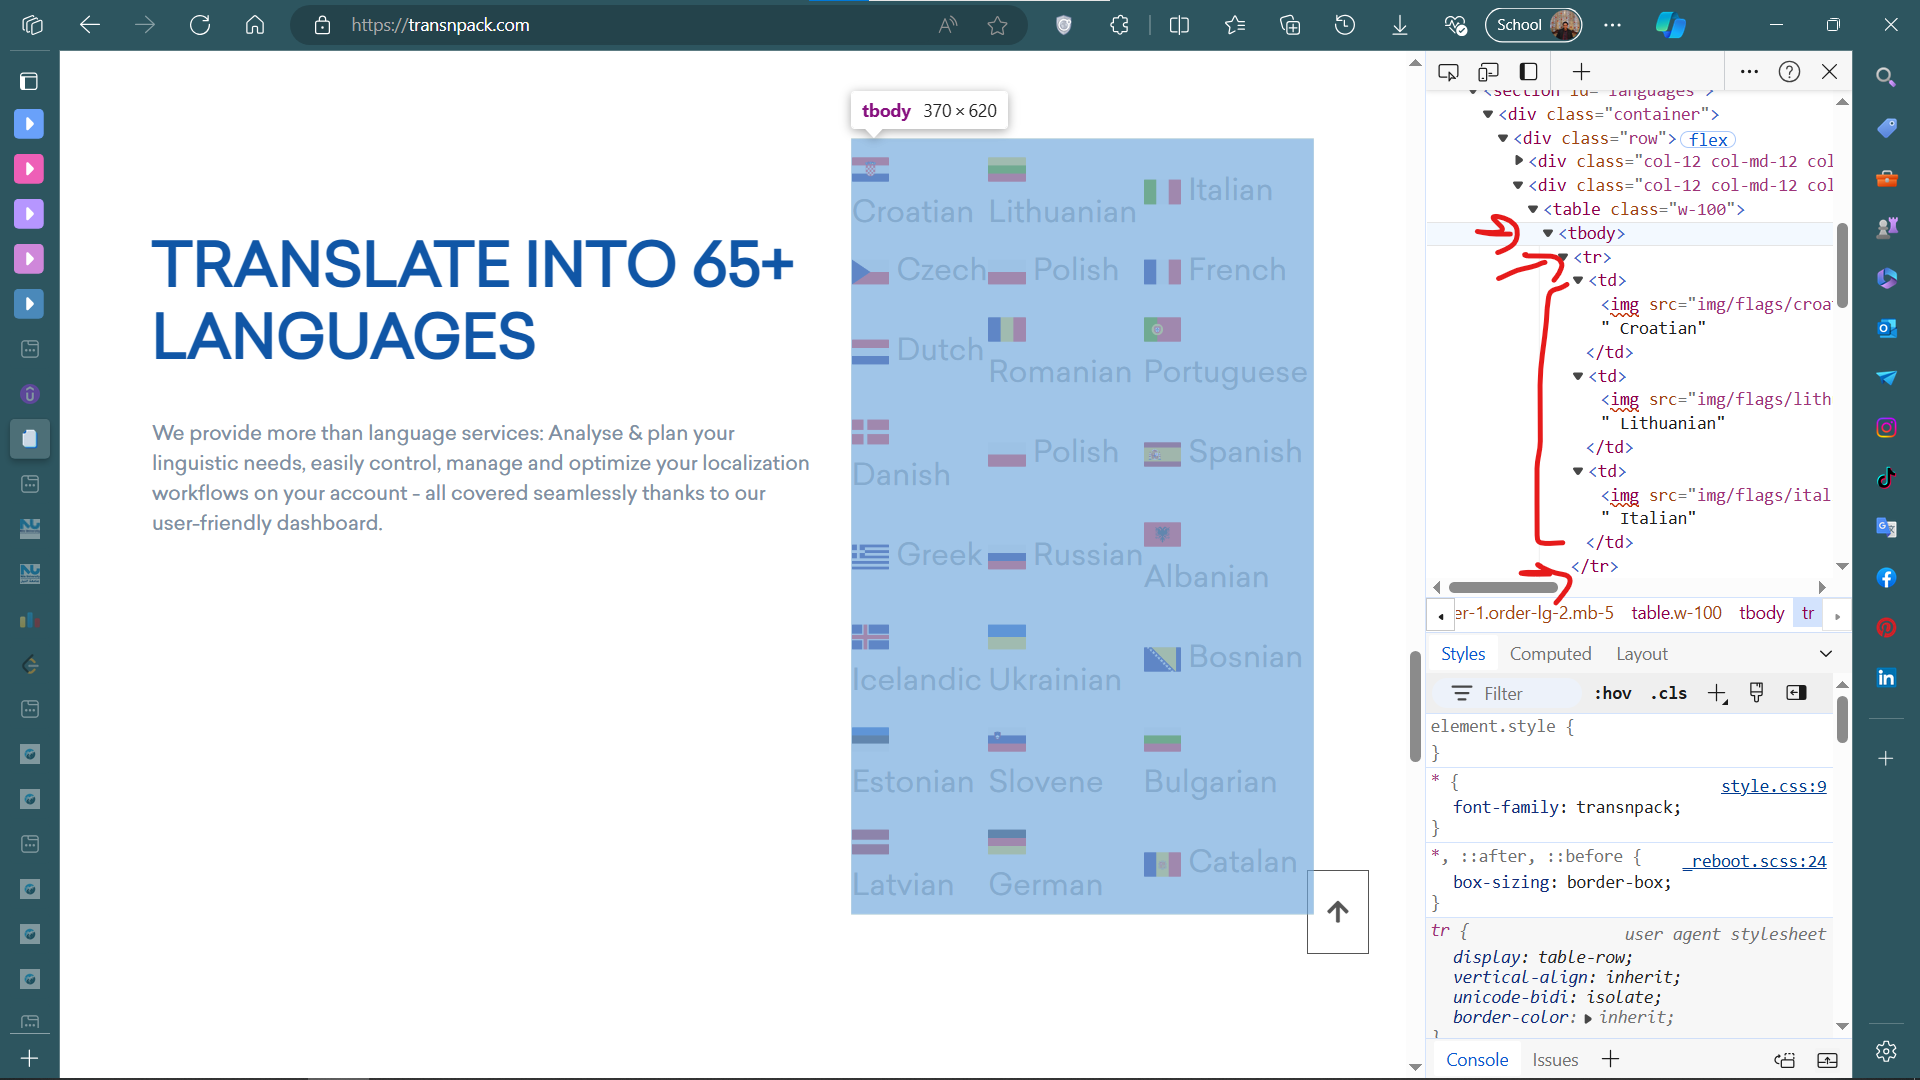 https://transnpack.com
School
tbody 370 × 620
TRANSLATE INTO 65+
LANGUAGES
We provide more than language services: Analyse & plan your
linguistic needs, easily control, manage and optimize your localization
workflows on your account - all covered seamlessly thanks to our
user-friendly dashboard.
Croatian Lithuanian Italian
Czech Polish French
Dutch Romanian Portuguese
Danish Polish Spanish
Greek Russian Albanian
Icelandic Ukrainian Bosnian
Estonian Slovene Bulgarian
Latvian German Catalan
<section id="languages">
<div class="container">
<div class="row"> flex
<div class="col-12 col-md-12 col
<div class="col-12 col-md-12 col
<table class="w-100">
<tbody>
<tr>
<td>
<img src="img/flags/croa
" Croatian"
</td>
<td>
<img src="img/flags/lith
" Lithuanian"
</td>
<td>
<img src="img/flags/ital
" Italian"
</td>
</tr>
er-1.order-lg-2.mb-5 table.w-100 tbody tr
Styles Computed Layout
Filter :hov .cls
element.style {
}
* { style.css:9
font-family: transnpack;
}
*, ::after, ::before { _reboot.scss:24
box-sizing: border-box;
}
tr { user agent stylesheet
display: table-row;
vertical-align: inherit;
unicode-bidi: isolate;
border-color: inherit;
}
Console Issues